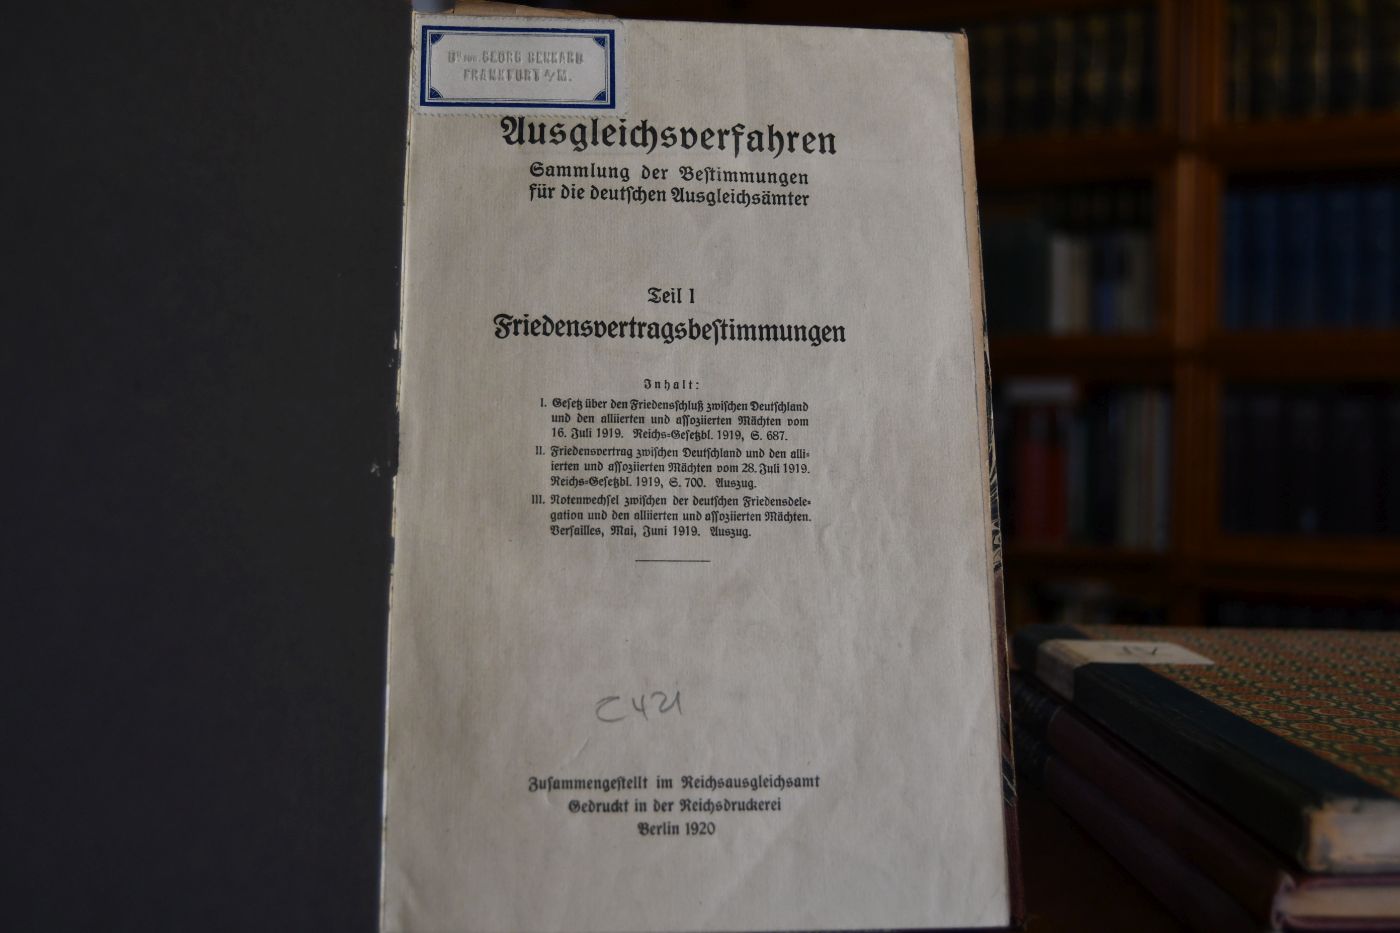 Dr. jur. GEORG BENKARD
FRANKFURT a/M.
Ausgleichsverfahren
Sammlung der Bestimmungen
für die deutschen Ausgleichsämter
Teil I
Friedensvertragsbestimmungen
Inhalt:
I. Gesetz über den Friedensschluß zwischen Deutschland
und den alliierten und assoziierten Mächten vom
16. Juli 1919. Reichs-Gesetzbl. 1919, S. 687.
II. Friedensvertrag zwischen Deutschland und den alli-
ierten und assoziierten Mächten vom 28. Juli 1919.
Reichs-Gesetzbl. 1919, S. 700. Auszug.
III. Notenwechsel zwischen der deutschen Friedensdele-
gation und den alliierten und assoziierten Mächten.
Versailles, Mai, Juni 1919. Auszug.
C 421
Zusammengestellt im Reichsausgleichsamt
Gedruckt in der Reichsdruckerei
Berlin 1920